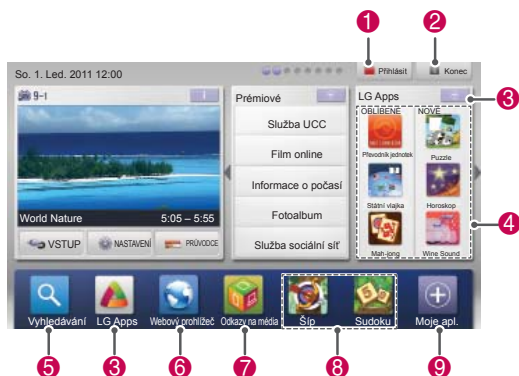 1 2
So. 1. Led. 2011 12:00
Přihlásit
Konec
9-1
i
Prémiové
Služba UCC
Film online
Informace o počasí
Fotoalbum
Služba sociální síť
LG Apps
3
OBLÍBENÉ NOVÉ
Převodník jednotek Puzzle
Státní vlajka Horoskop
4
Mah-jong Wine Sound
World Nature 5:05 – 5:55
VSTUP NASTAVENÍ PRŮVODCE
Vyhledávání LG Apps Webový prohlížeč Odkazy na média Šíp Sudoku Moje apl.
5 3 6 7 8 9